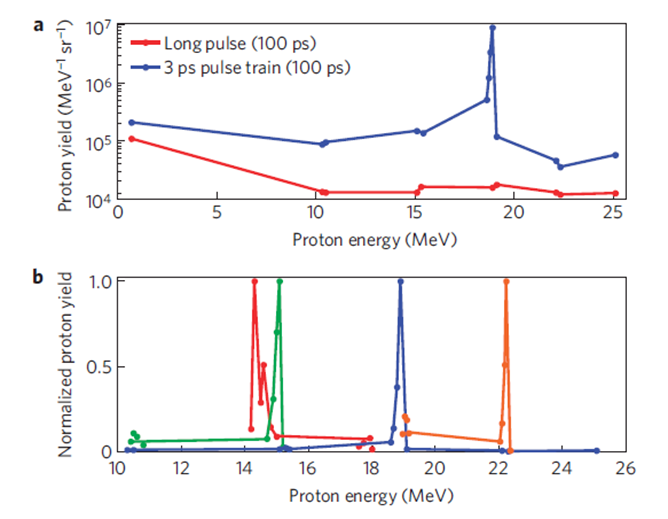 a
Proton yield (MeV⁻¹ sr⁻¹)
10⁷
10⁶
10⁵
10⁴
Long pulse (100 ps)
3 ps pulse train (100 ps)
0 5 10 15 20 25
Proton energy (MeV)
b
Normalized proton yield
1.0
0.5
0
10 12 14 16 18 20 22 24 26
Proton energy (MeV)